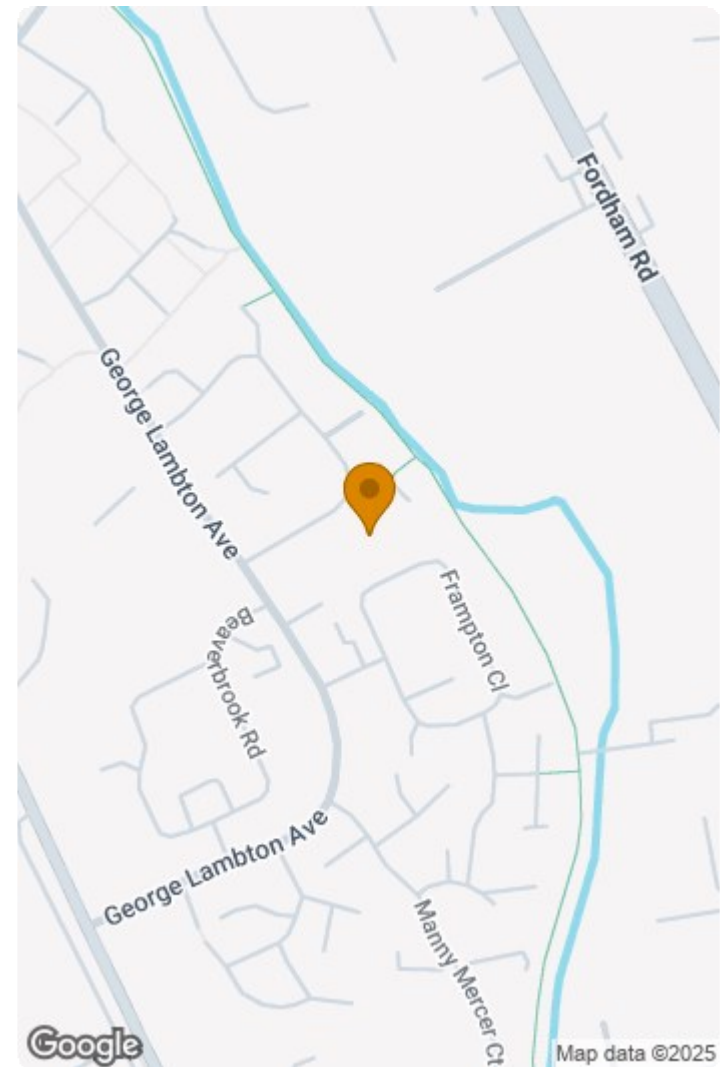 Fordham Rd
George Lambton Ave
Beaverbrook Rd
Frampton Cl
George Lambton Ave
Manny Mercer Ct
Google
Map data ©2025